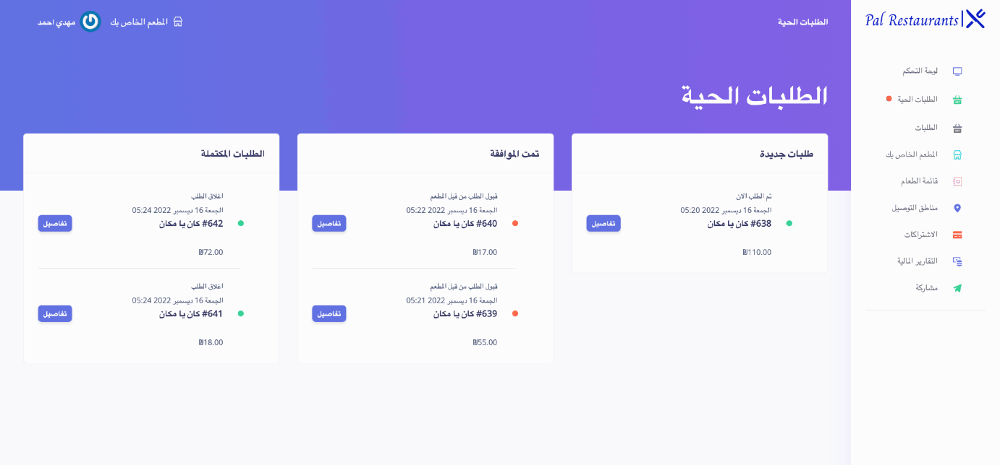 Pal Restaurants
لوحة التحكم
الطلبات الحية
الطلبات
المطعم الخاص بك
قائمة الطعام
مناطق التوصيل
الاشتراكات
التقارير المالية
مشاركة
الطلبات الحية
المطعم الخاص بك
مهدي احمد
الطلبات الحية
طلبات جديدة
تم الطلب الان
الجمعة 16 ديسمبر 2022 05:20
#638 كان يا مكان
تفاصيل
₪110.00
تمت الموافقة
قبول الطلب من قبل المطعم
الجمعة 16 ديسمبر 2022 05:22
#640 كان يا مكان
تفاصيل
₪17.00
قبول الطلب من قبل المطعم
الجمعة 16 ديسمبر 2022 05:21
#639 كان يا مكان
تفاصيل
₪55.00
الطلبات المكتملة
اغلاق الطلب
الجمعة 16 ديسمبر 2022 05:24
#642 كان يا مكان
تفاصيل
₪72.00
اغلاق الطلب
الجمعة 16 ديسمبر 2022 05:24
#641 كان يا مكان
تفاصيل
₪18.00